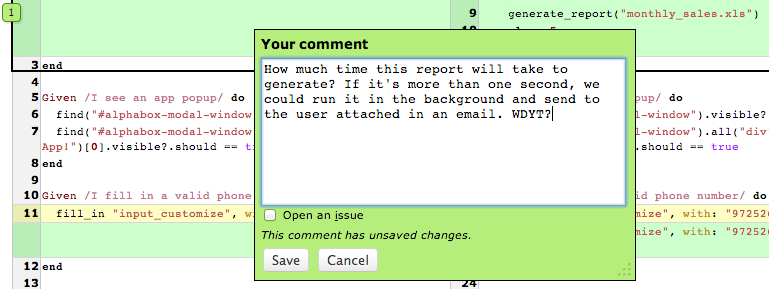 1
9 generate_report("monthly_sales.xls")
10
3 end
4
5 Given /I see an app popup/ do
6 find("#alphabox-modal-window
7 find("#alphabox-modal-window
App!")[0].visible?.should == t
8 end
9
10 Given /I fill in a valid phone
11 fill_in "input_customize", wi
12 end
13
Your comment
How much time this report will take to
generate? If it's more than one second, we
could run it in the background and send to
the user attached in an email. WDYT?
Open an issue
This comment has unsaved changes.
Save Cancel
popup/ do
l-window").visible?
l-window").all("div
.should == true
id phone number/ do
mize", with: "97252
mize", with: "97252
24